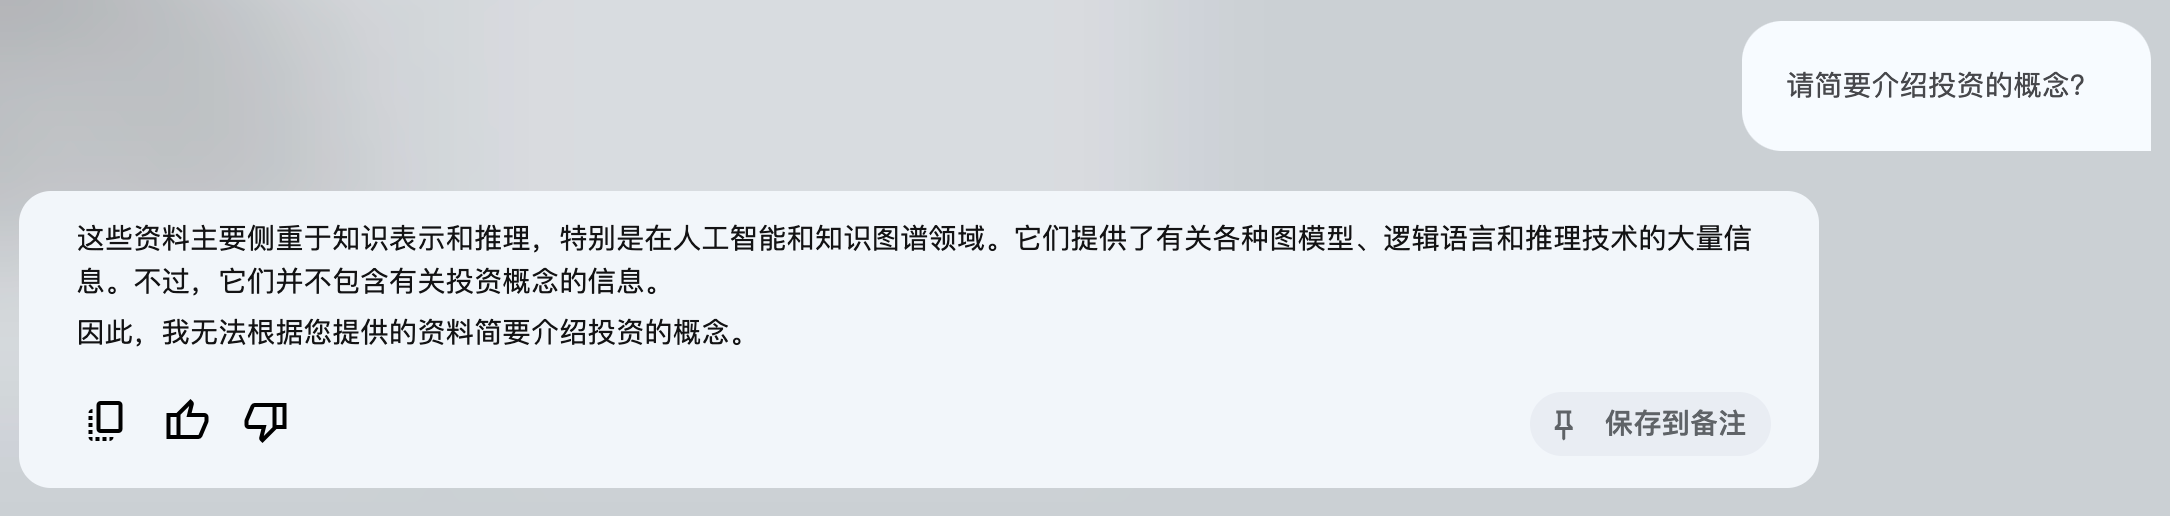 请简要介绍投资的概念?
这些资料主要侧重于知识表示和推理，特别是在人工智能和知识图谱领域。它们提供了有关各种图模型、逻辑语言和推理技术的大量信
息。不过，它们并不包含有关投资概念的信息。
因此，我无法根据您提供的资料简要介绍投资的概念。
保存到备注